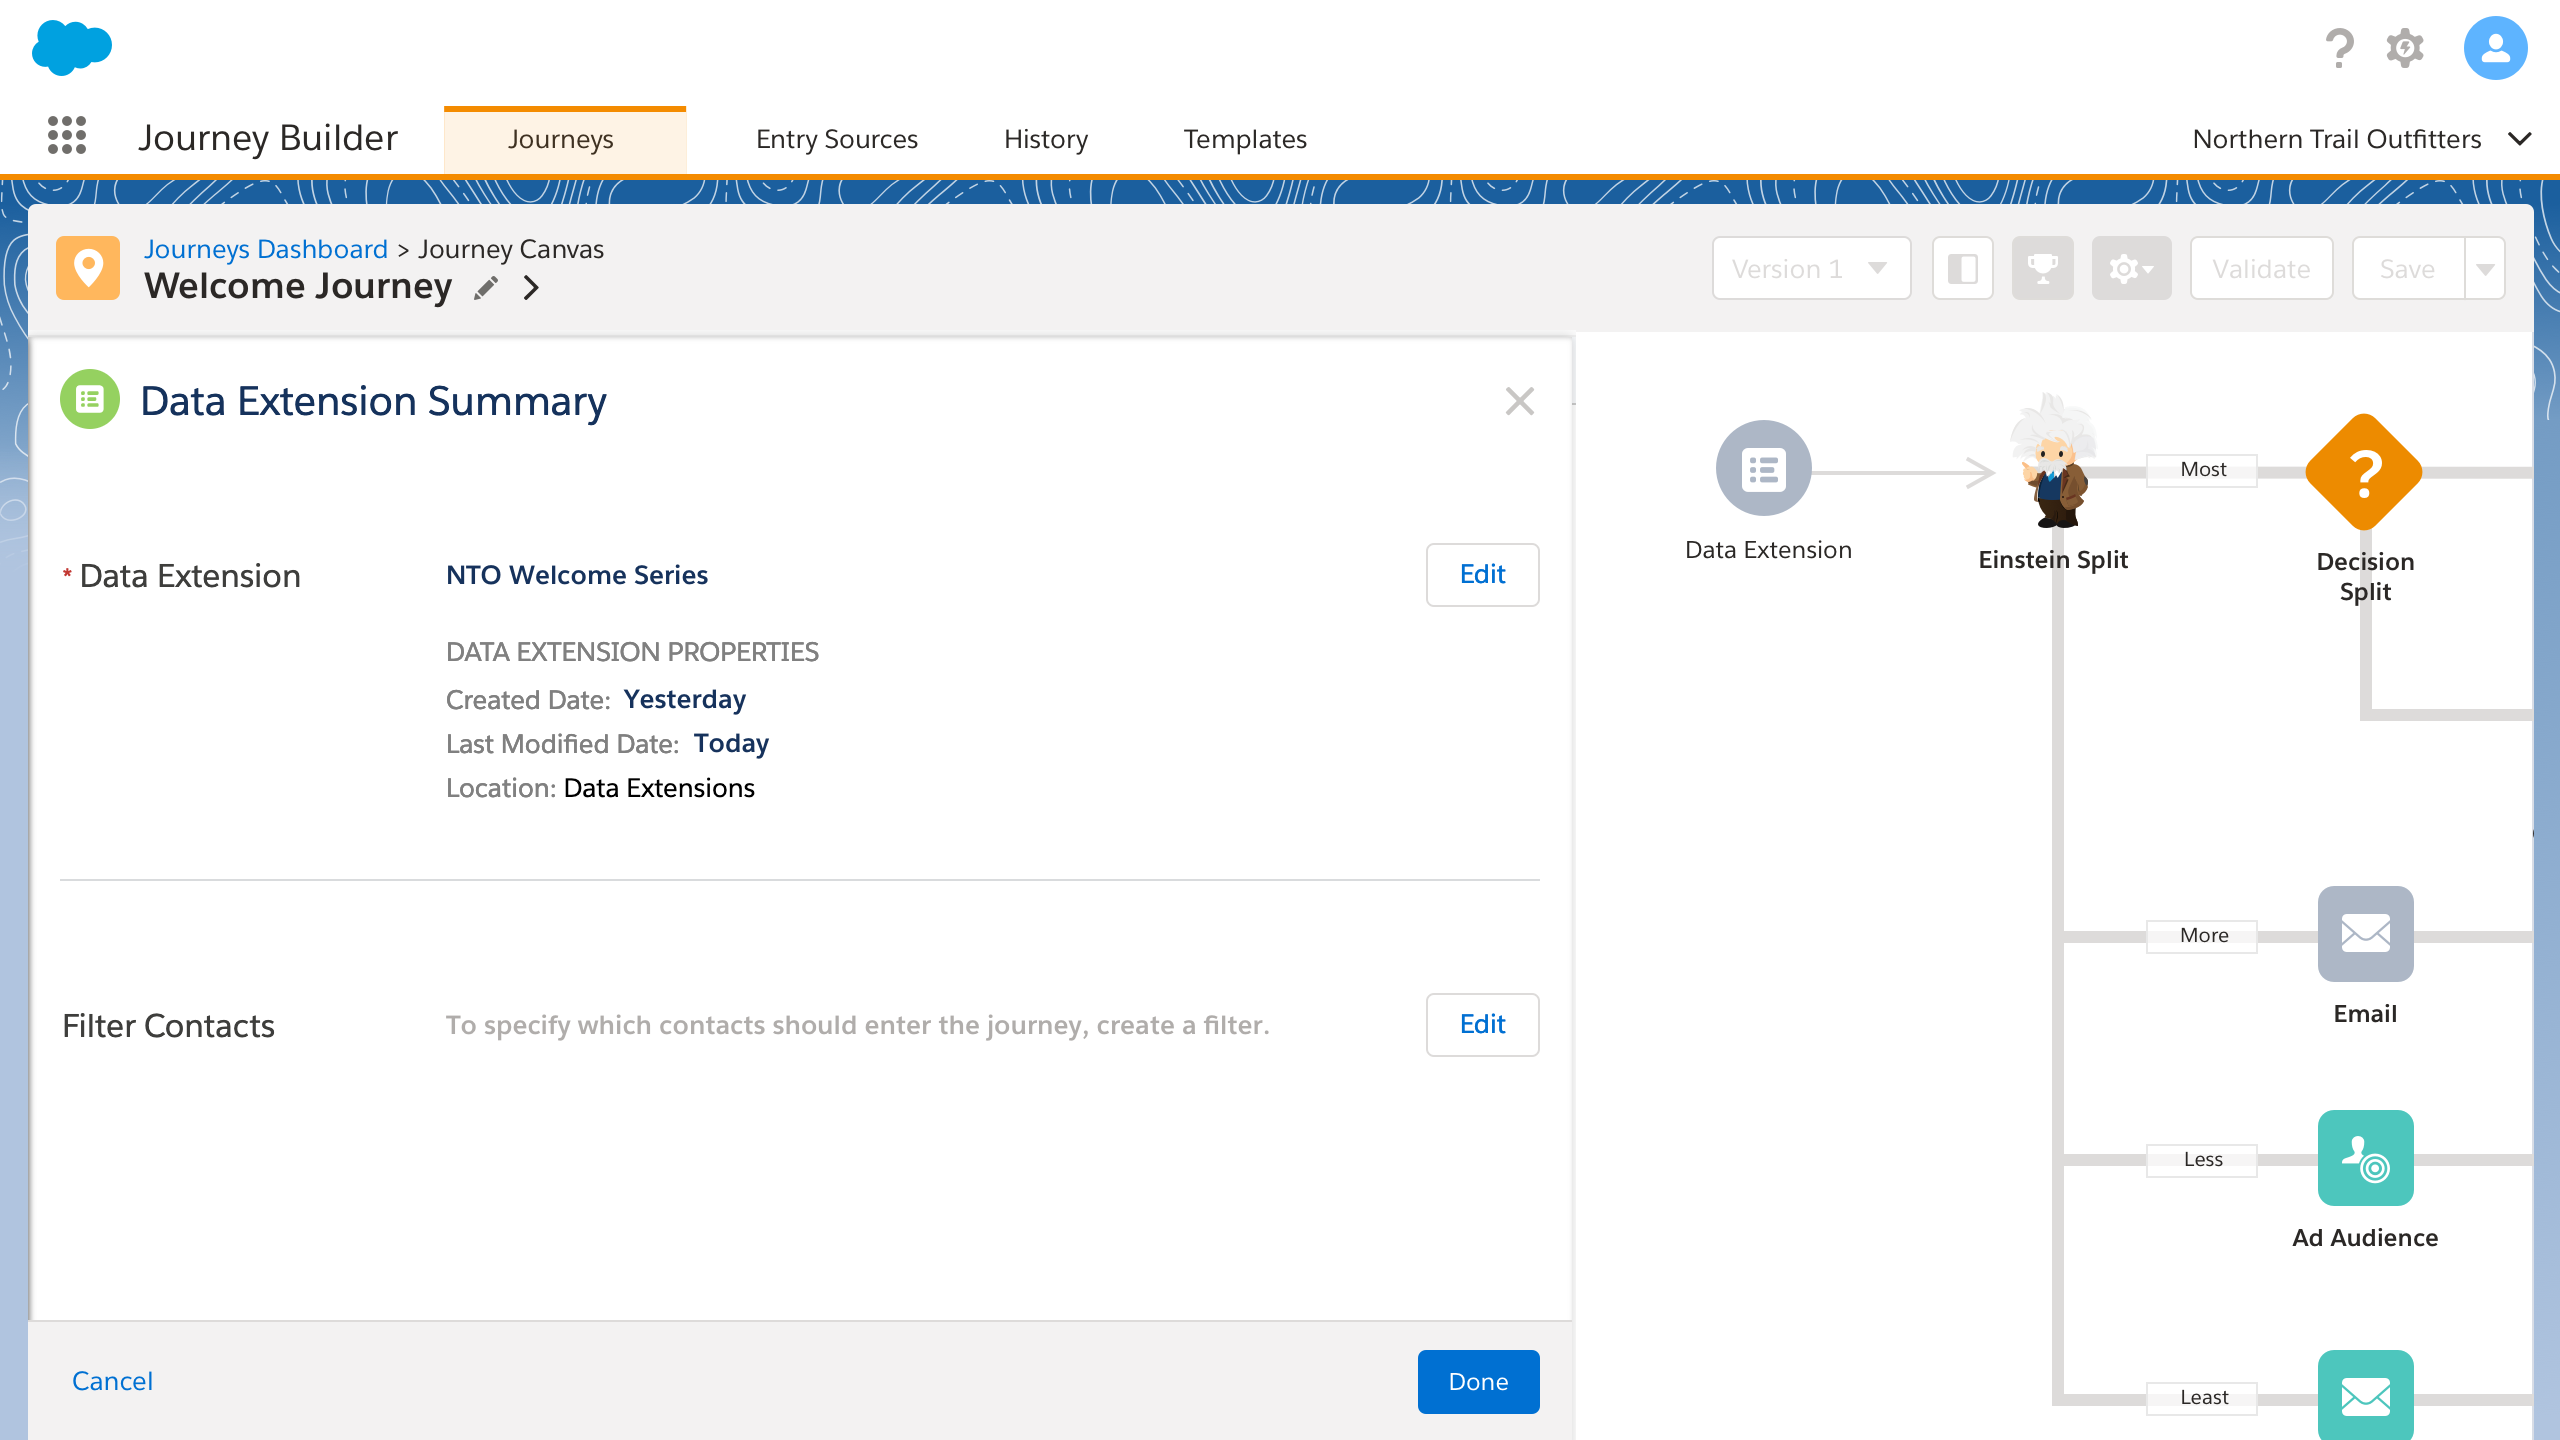 Journey Builder
Journeys
Entry Sources
History
Templates
Northern Trail Outfitters
Journeys Dashboard > Journey Canvas
Welcome Journey
Version 1
Validate
Save
Data Extension Summary
* Data Extension
NTO Welcome Series
Edit
DATA EXTENSION PROPERTIES
Created Date: Yesterday
Last Modified Date: Today
Location: Data Extensions
Filter Contacts
To specify which contacts should enter the journey, create a filter.
Edit
Cancel
Done
Data Extension
Einstein Split
Most
?
Decision
Split
More
Email
Less
Ad Audience
Least